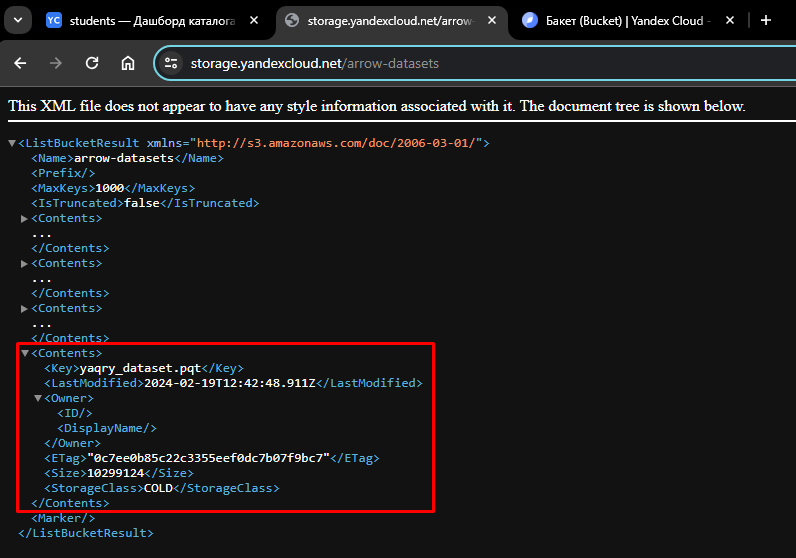 students — Дашборд каталога
storage.yandexcloud.net/arrow-
Бакет (Bucket) | Yandex Cloud -
storage.yandexcloud.net/arrow-datasets
This XML file does not appear to have any style information associated with it. The document tree is shown below.
<ListBucketResult xmlns="http://s3.amazonaws.com/doc/2006-03-01/">
<Name>arrow-datasets</Name>
<Prefix/>
<MaxKeys>1000</MaxKeys>
<IsTruncated>false</IsTruncated>
<Contents>
...
</Contents>
<Contents>
...
</Contents>
<Contents>
...
</Contents>
<Contents>
<Key>yaqry_dataset.pqt</Key>
<LastModified>2024-02-19T12:42:48.911Z</LastModified>
<Owner>
<ID/>
<DisplayName/>
</Owner>
<ETag>"0c7ee0b85c22c3355eef0dc7b07f9bc7"</ETag>
<Size>10299124</Size>
<StorageClass>COLD</StorageClass>
</Contents>
<Marker/>
</ListBucketResult>